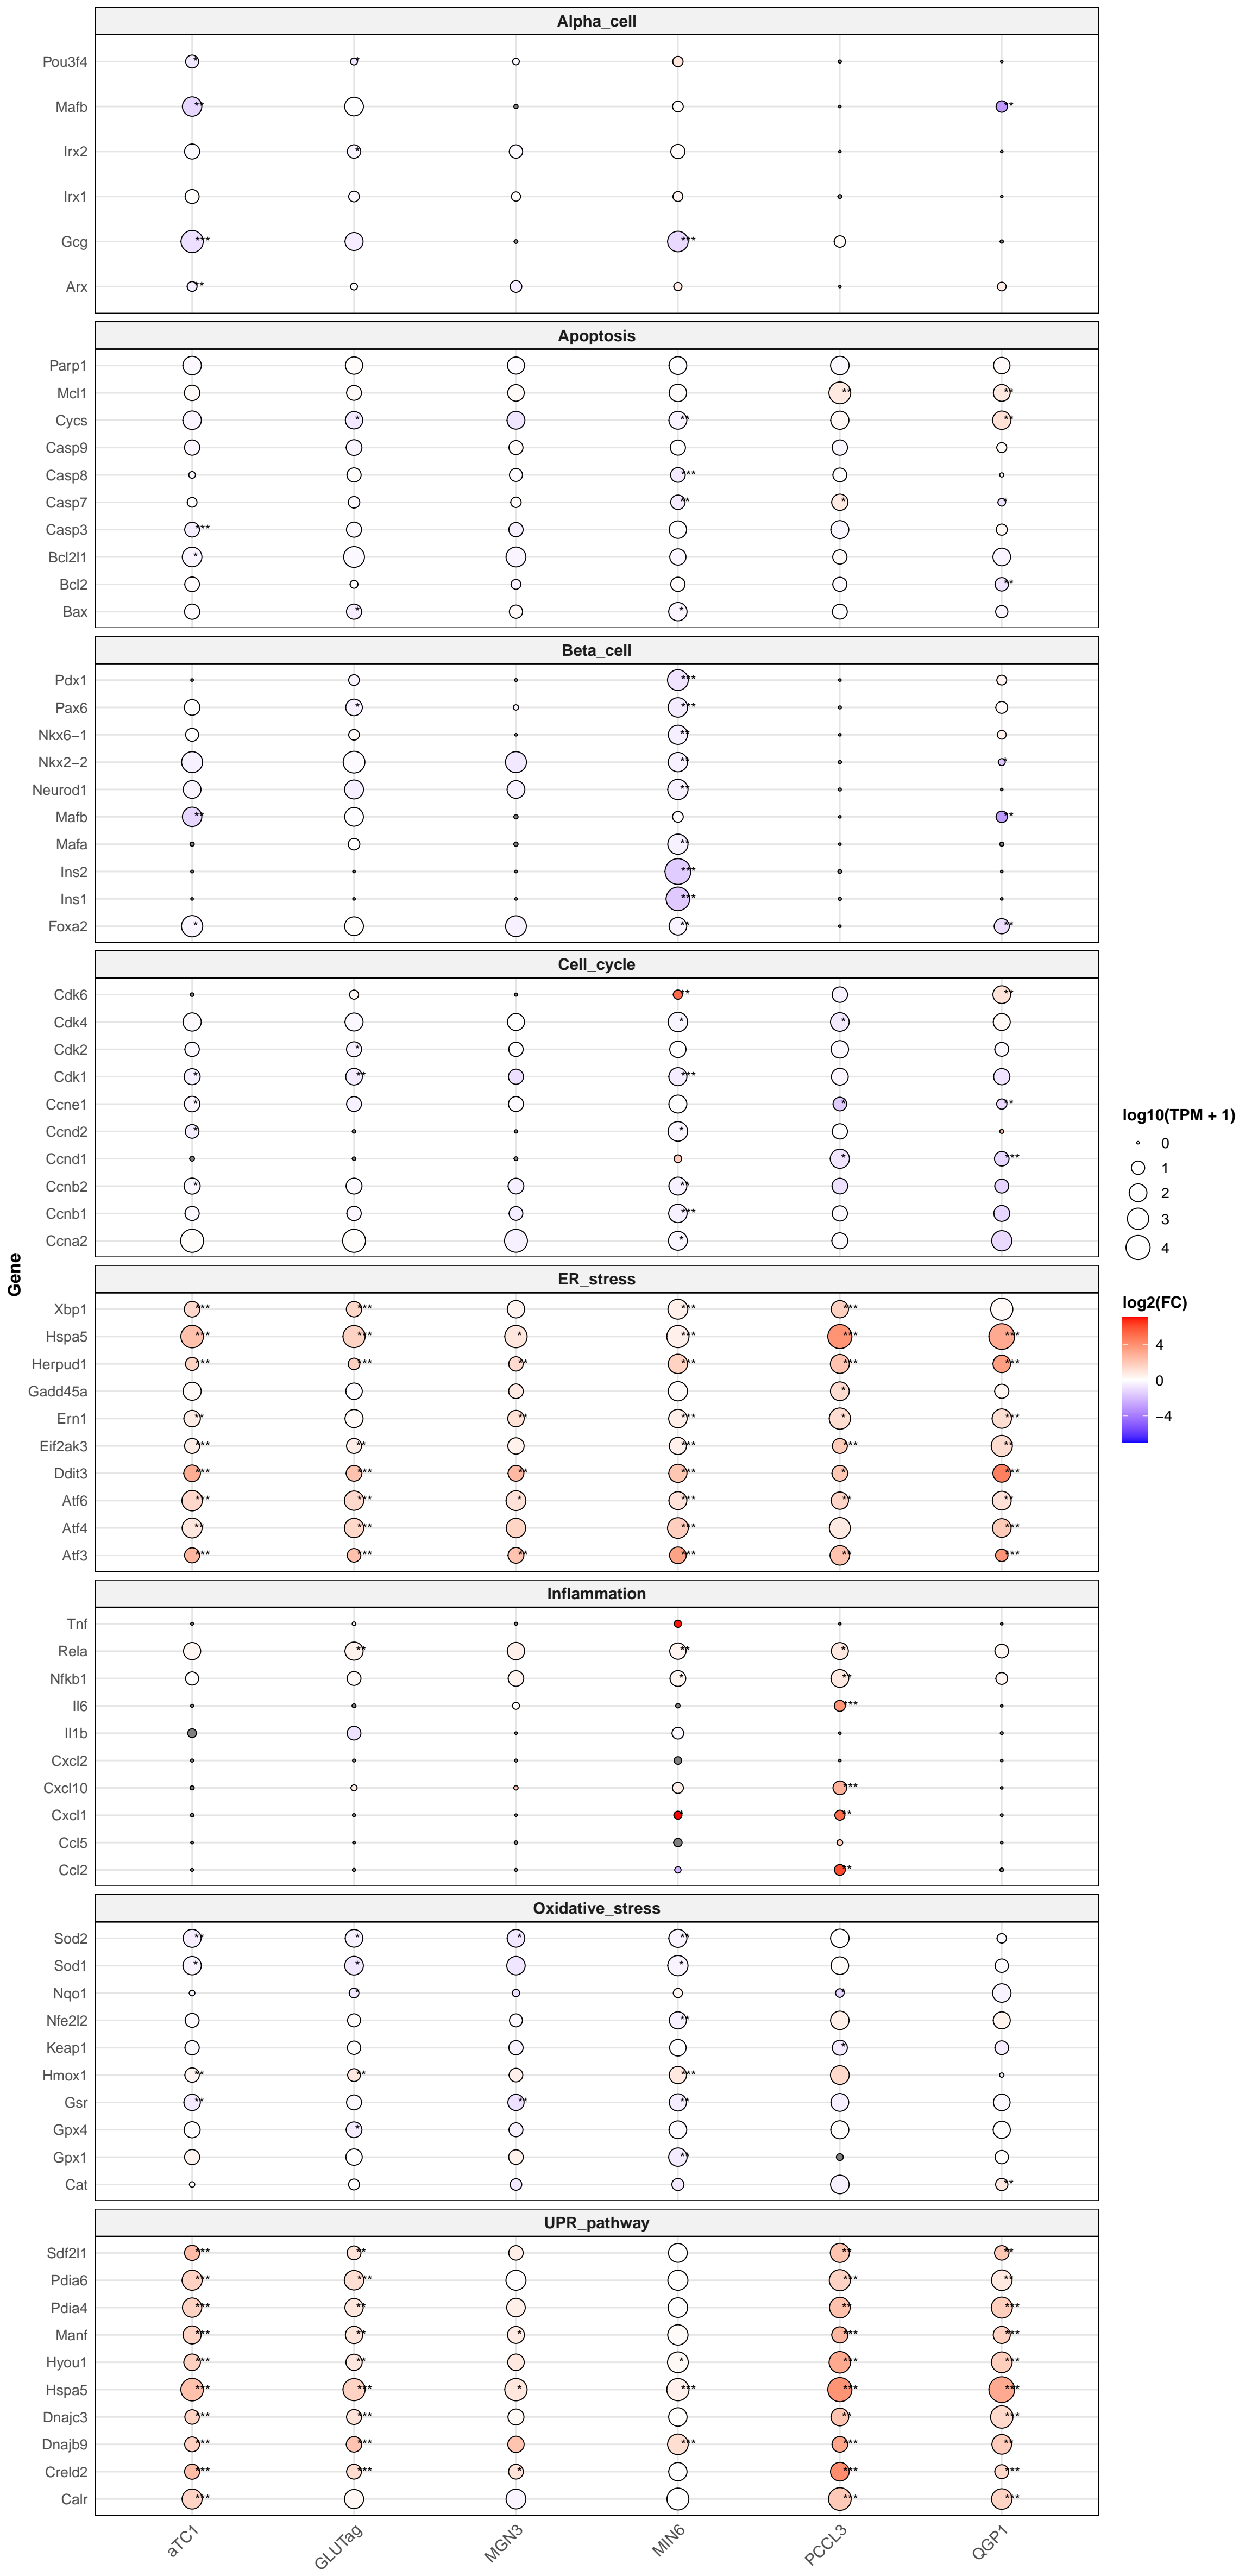 Alpha_cell
Pou3f4 * *
Mafb ** **
Irx2 *
Irx1
Gcg *** ***
Arx **
Apoptosis
Parp1
Mcl1 ** **
Cycs * ** **
Casp9
Casp8 ***
Casp7 ** * *
Casp3 ***
Bcl2l1 *
Bcl2 **
Bax * *
Beta_cell
Pdx1 ***
Pax6 * ***
Nkx6−1 **
Nkx2−2 ** *
Neurod1 **
Mafb ** **
Mafa **
Ins2 ***
Ins1 ***
Foxa2 * ** **
Cell_cycle
Cdk6 ** **
Cdk4 * *
Cdk2 *
Cdk1 * ** ***
Ccne1 * * **
Ccnd2 * *
Ccnd1 * ***
Ccnb2 * **
Ccnb1 ***
Ccna2 *
ER_stress
Xbp1 *** *** *** ***
Hspa5 *** *** * *** *** ***
Herpud1 *** *** ** *** *** ***
Gadd45a *
Ern1 ** ** *** * ***
Eif2ak3 *** ** *** *** **
Ddit3 *** *** ** *** * ***
Atf6 *** *** * *** ** **
Atf4 ** *** *** ***
Atf3 *** *** ** *** ** ***
Inflammation
Tnf
Rela ** ** *
Nfkb1 * **
Il6 ***
Il1b
Cxcl2
Cxcl10 ***
Cxcl1 * **
Ccl5
Ccl2 **
Oxidative_stress
Sod2 ** * * **
Sod1 * * *
Nqo1 * *
Nfe2l2 **
Keap1 *
Hmox1 ** ** ***
Gsr ** ** **
Gpx4 *
Gpx1 **
Cat **
UPR_pathway
Sdf2l1 *** ** ** **
Pdia6 *** *** *** **
Pdia4 *** ** ** ***
Manf *** ** * *** ***
Hyou1 *** ** * *** ***
Hspa5 *** *** * *** *** ***
Dnajc3 *** *** ** ***
Dnajb9 *** *** *** *** **
Creld2 *** *** * *** ***
Calr *** *** ***
aTC1 GLUTag MGN3 MIN6 PCCL3 QGP1
Gene
log10(TPM + 1)
0
1
2
3
4
log2(FC)
4
0
−4